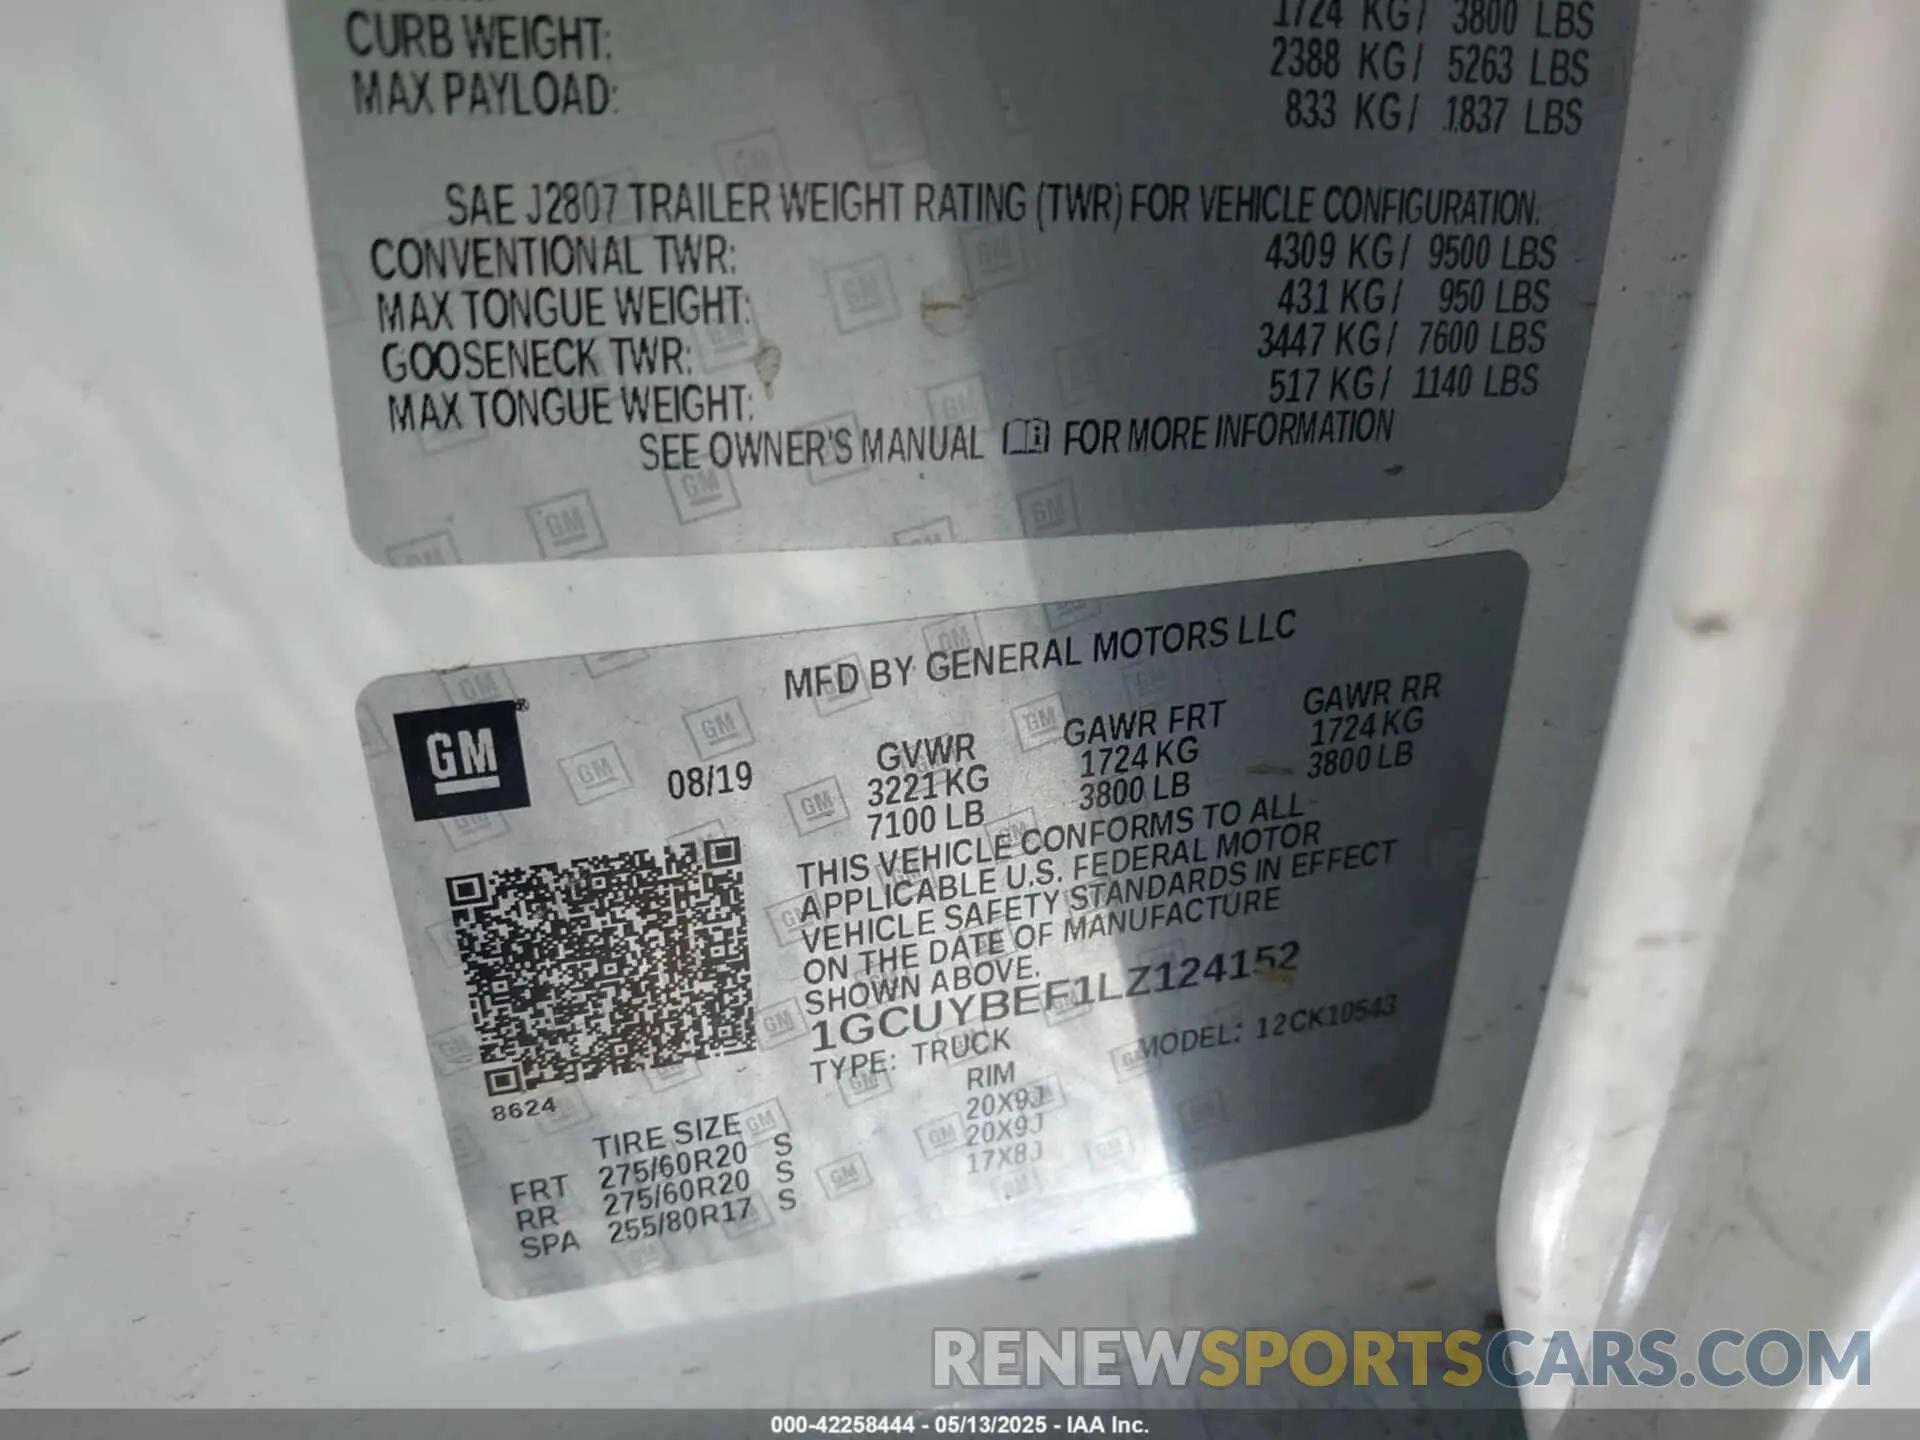 1724 KG/ 3800 LBS
CURB WEIGHT: 2388 KG/ 5263 LBS
MAX PAYLOAD: 833 KG/ 1837 LBS
SAE J2807 TRAILER WEIGHT RATING (TWR) FOR VEHICLE CONFIGURATION.
CONVENTIONAL TWR: 4309 KG/ 9500 LBS
MAX TONGUE WEIGHT: 431 KG/ 950 LBS
GOOSENECK TWR: 3447 KG/ 7600 LBS
MAX TONGUE WEIGHT: 517 KG/ 1140 LBS
SEE OWNER'S MANUAL FOR MORE INFORMATION
MFD BY GENERAL MOTORS LLC
GM®
08/19
GVWR GAWR FRT GAWR RR
3221 KG 1724 KG 1724 KG
7100 LB 3800 LB 3800 LB
THIS VEHICLE CONFORMS TO ALL
APPLICABLE U.S. FEDERAL MOTOR
VEHICLE SAFETY STANDARDS IN EFFECT
ON THE DATE OF MANUFACTURE
SHOWN ABOVE.
1GCUYBEF1LZ124152
TYPE: TRUCK MODEL: 12CK10543
8624
TIRE SIZE RIM
FRT 275/60R20 S 20X9J
RR 275/60R20 S 20X9J
SPA 255/80R17 S 17X8J
RENEWSPORTSCARS.COM
000-42258444 - 05/13/2025 - IAA Inc.